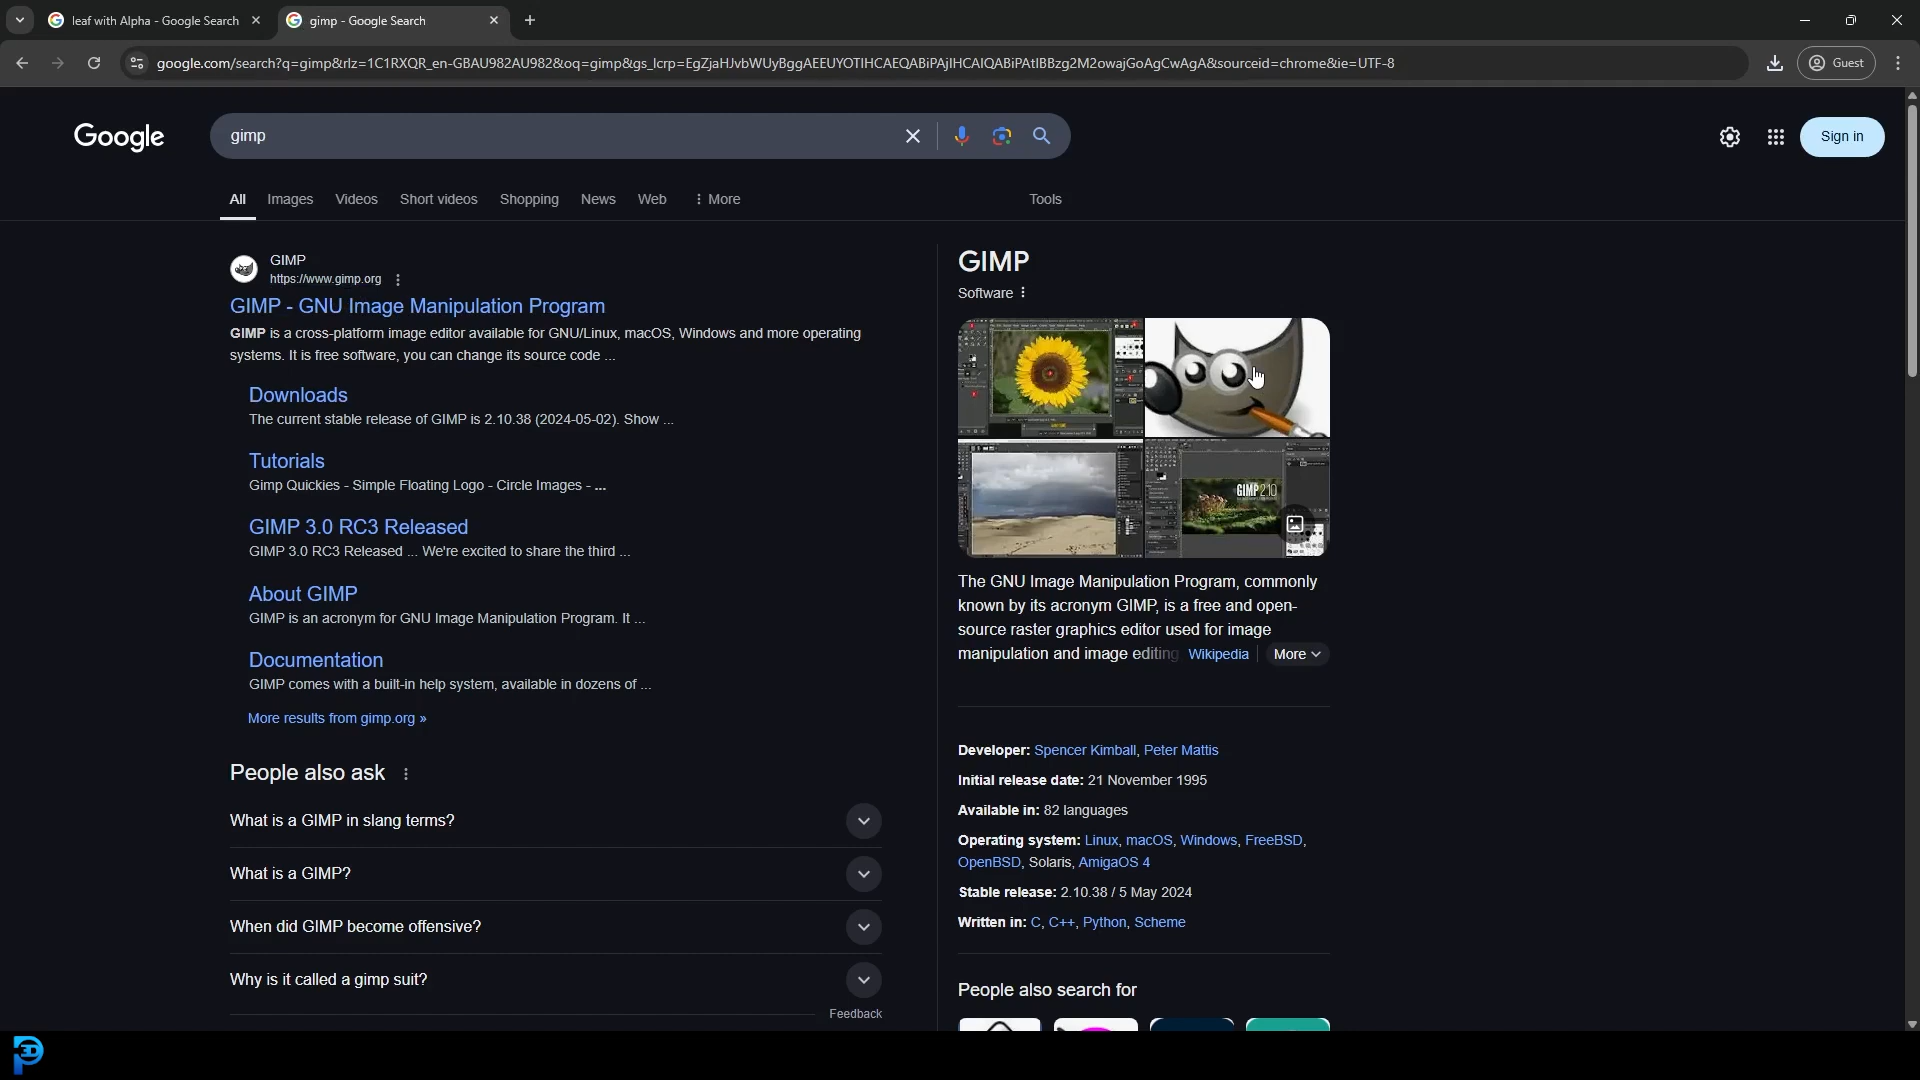 leaf with Alpha - Google Search
gimp - Google Search
google.com/search?q=gimp&rlz=1C1RXQR_en-GBAU982AU982&oq=gimp&gs_lcrp=EgZjaHJvbWUyBggAEEUYOTIHCAEQABiPAjIHCAIQABiPAtIBBzg2M2owajGoAgCwAgA&sourceid=chrome&ie=UTF-8
Guest
Google
gimp
Sign in
All
Images
Videos
Short videos
Shopping
News
Web
More
Tools
GIMP
https://www.gimp.org
GIMP - GNU Image Manipulation Program
GIMP is a cross-platform image editor available for GNU/Linux, macOS, Windows and more operating
systems. It is free software, you can change its source code ...
Downloads
The current stable release of GIMP is 2.10.38 (2024-05-02). Show ...
Tutorials
Gimp Quickies - Simple Floating Logo - Circle Images - ...
GIMP 3.0 RC3 Released
GIMP 3.0 RC3 Released ... We're excited to share the third ...
About GIMP
GIMP is an acronym for GNU Image Manipulation Program. It ...
Documentation
GIMP comes with a built-in help system, available in dozens of ...
More results from gimp.org »
People also ask
What is a GIMP in slang terms?
What is a GIMP?
When did GIMP become offensive?
Why is it called a gimp suit?
Feedback
GIMP
Software
GIMP 2.10
The GNU Image Manipulation Program, commonly
known by its acronym GIMP, is a free and open-
source raster graphics editor used for image
manipulation and image editing Wikipedia More
Developer: Spencer Kimball, Peter Mattis
Initial release date: 21 November 1995
Available in: 82 languages
Operating system: Linux, macOS, Windows, FreeBSD,
OpenBSD, Solaris, AmigaOS 4
Stable release: 2.10.38 / 5 May 2024
Written in: C, C++, Python, Scheme
People also search for
P3D